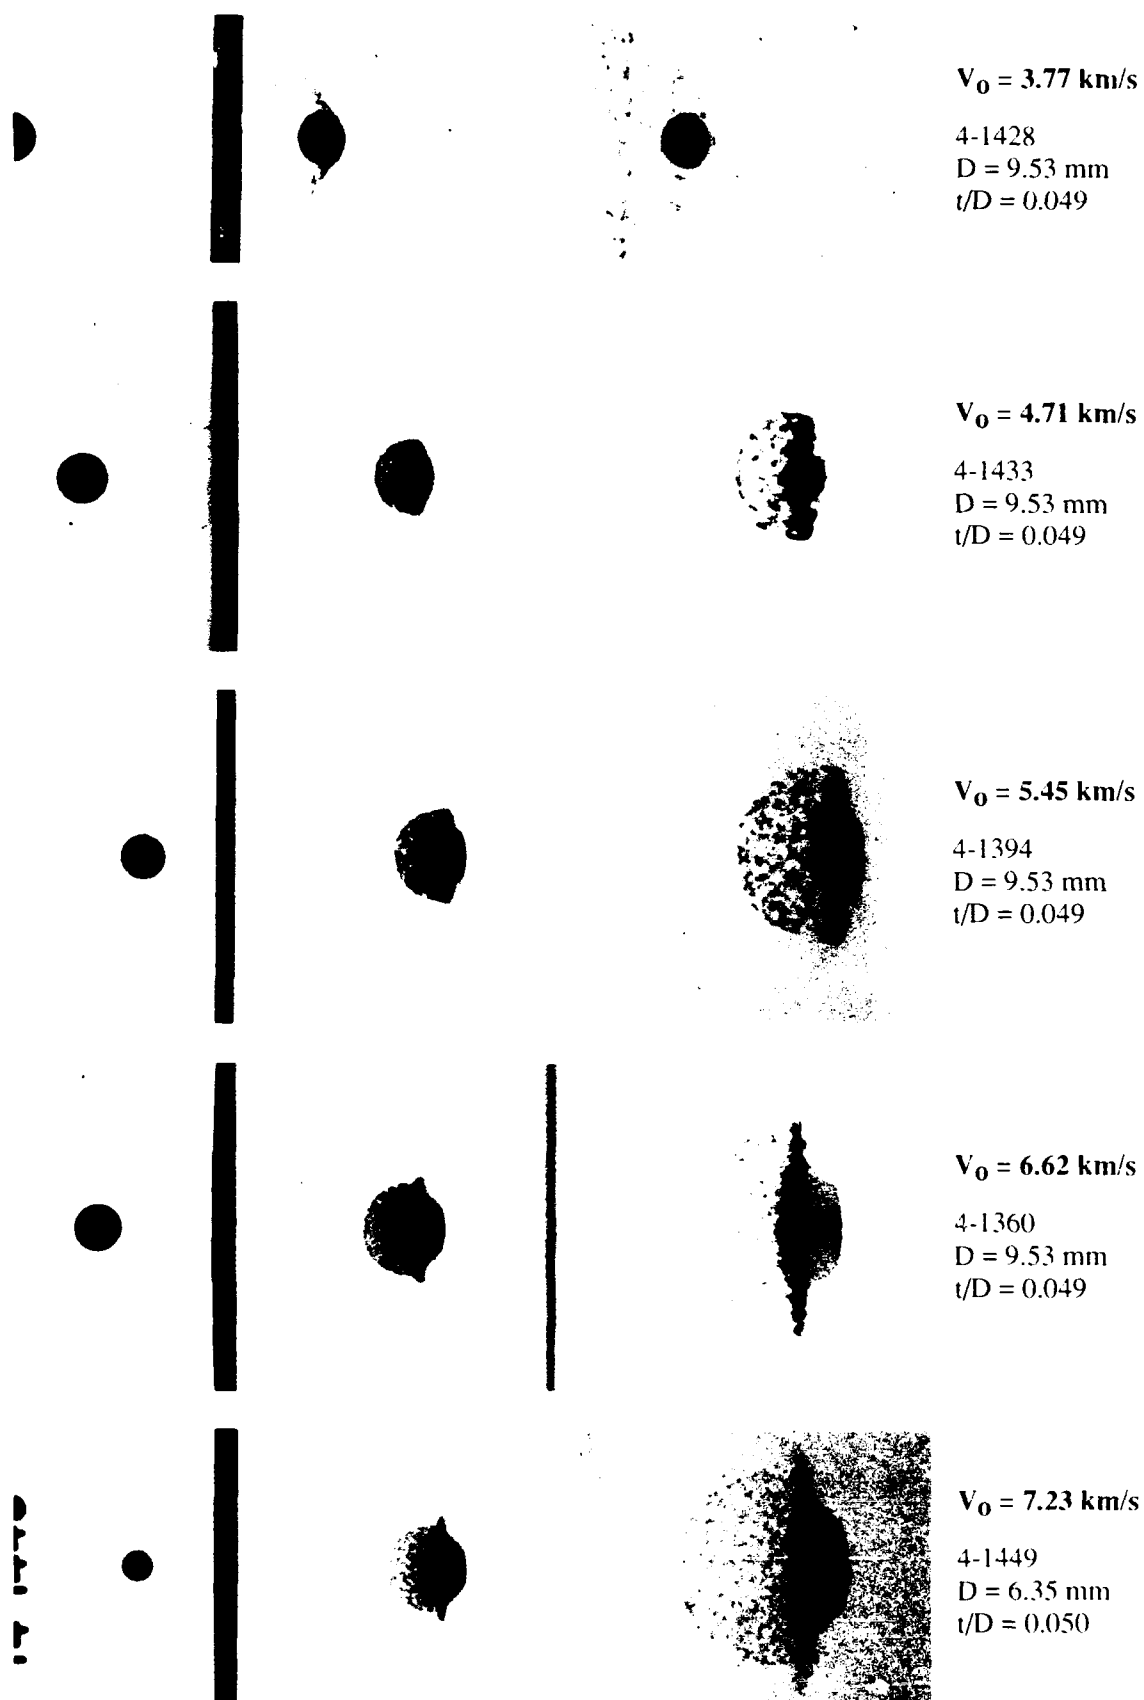 V₀ = 3.77 km/s
4-1428
D = 9.53 mm
t/D = 0.049
V₀ = 4.71 km/s
4-1433
D = 9.53 mm
t/D = 0.049
V₀ = 5.45 km/s
4-1394
D = 9.53 mm
t/D = 0.049
V₀ = 6.62 km/s
4-1360
D = 9.53 mm
t/D = 0.049
V₀ = 7.23 km/s
4-1449
D = 6.35 mm
t/D = 0.050